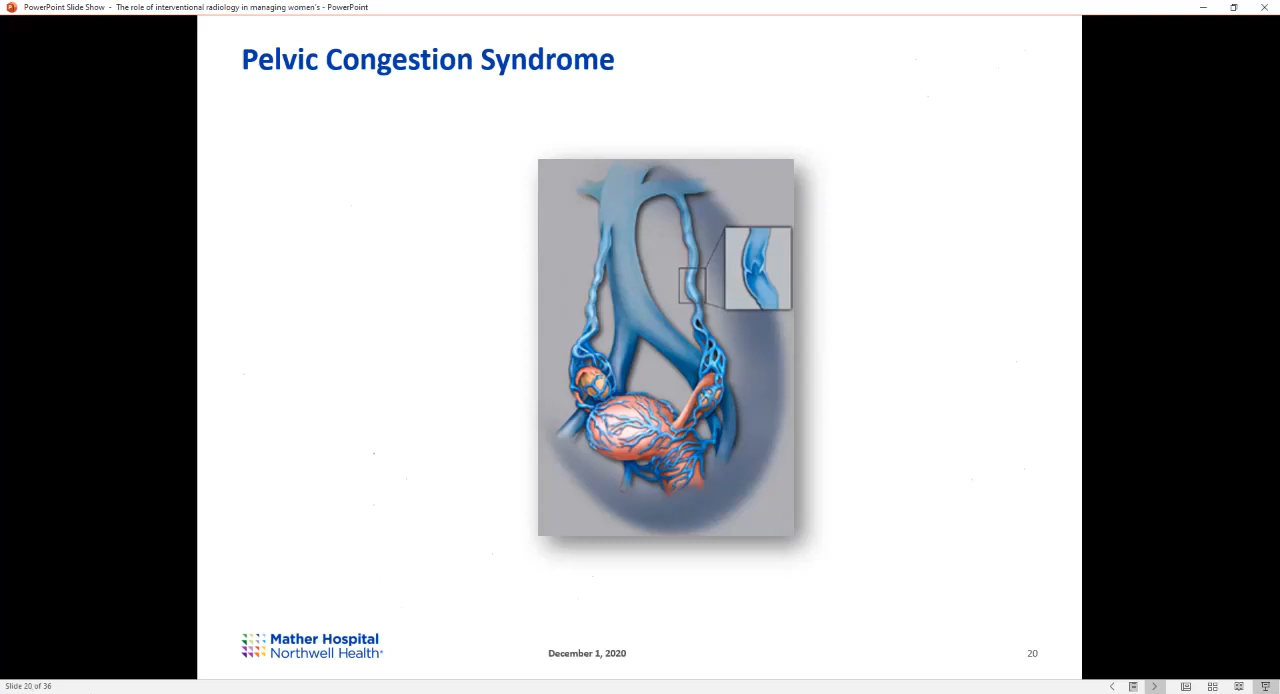 PowerPoint Slide Show - The role of interventional radiology in managing women's - PowerPoint
Pelvic Congestion Syndrome
Mather Hospital
Northwell Health®
December 1, 2020
20
Slide 20 of 36